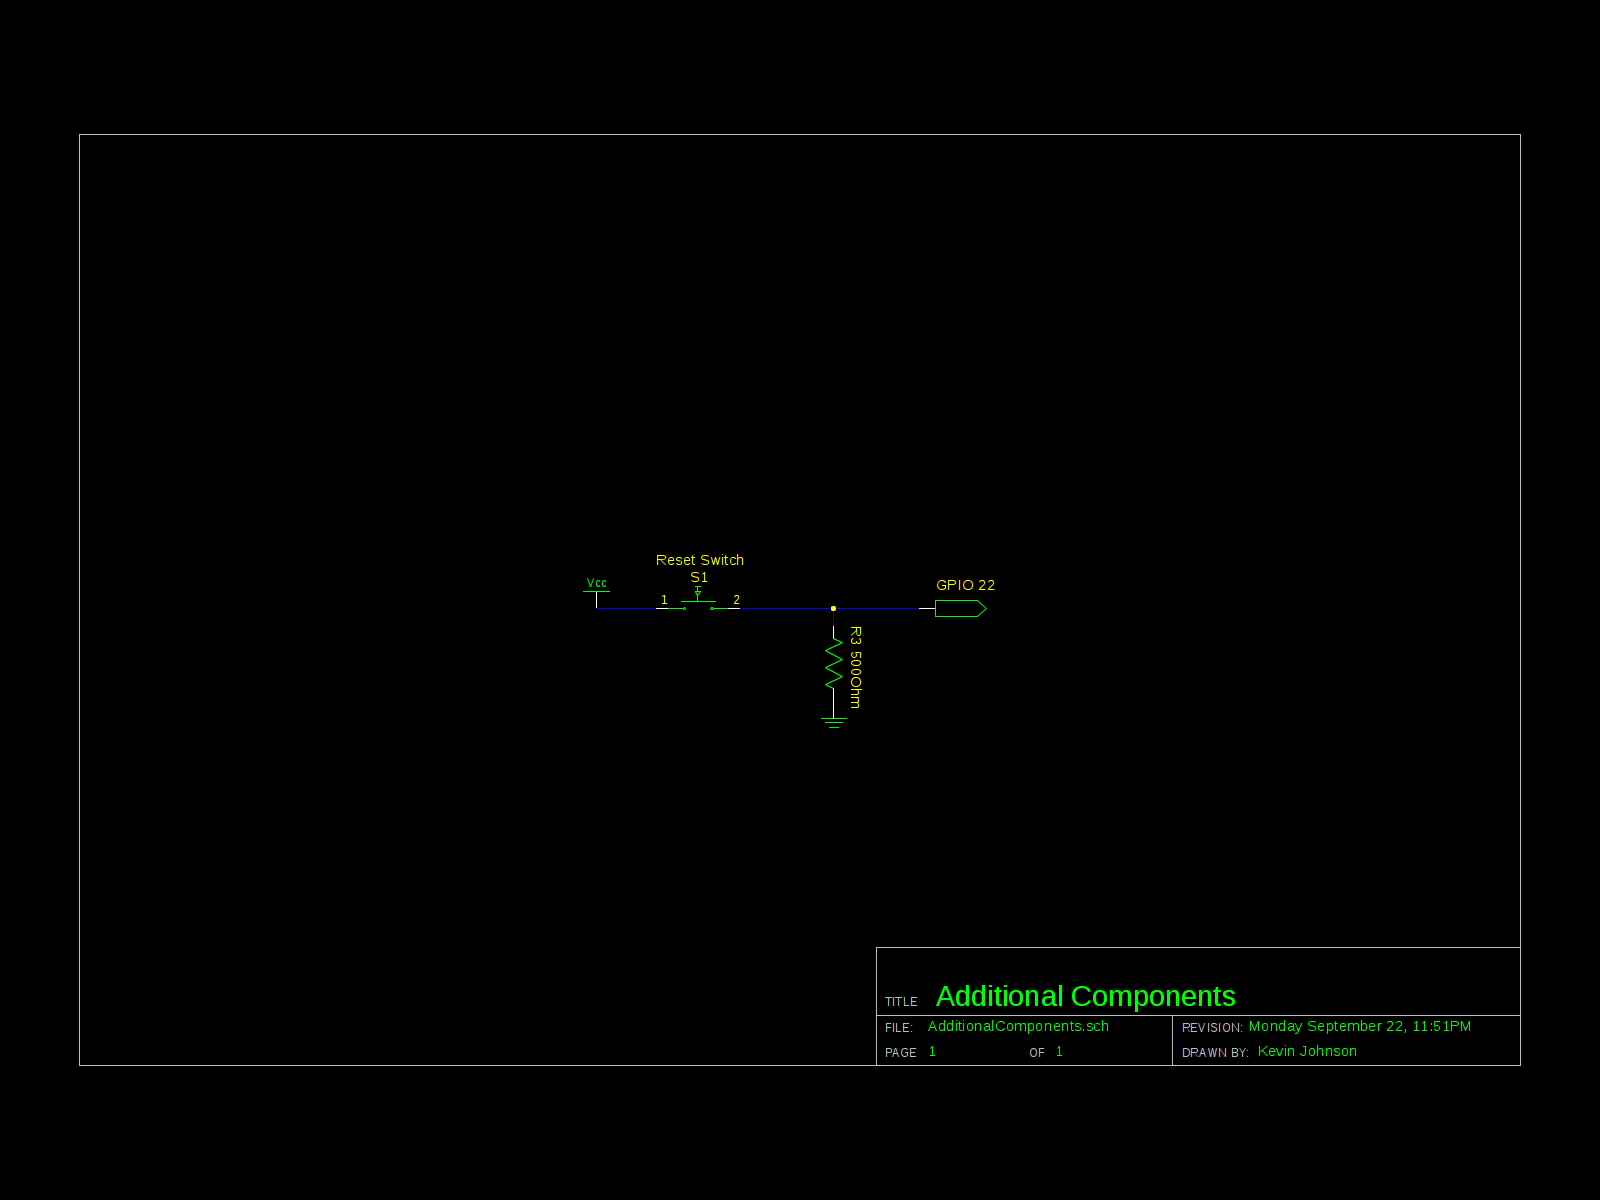 Reset Switch
S1
Vcc
1
2
GPIO 22
R3 500Ohm
TITLE Additional Components
FILE: AdditionalComponents.sch
REVISION: Monday September 22, 11:51PM
PAGE 1 OF 1
DRAWN BY: Kevin Johnson